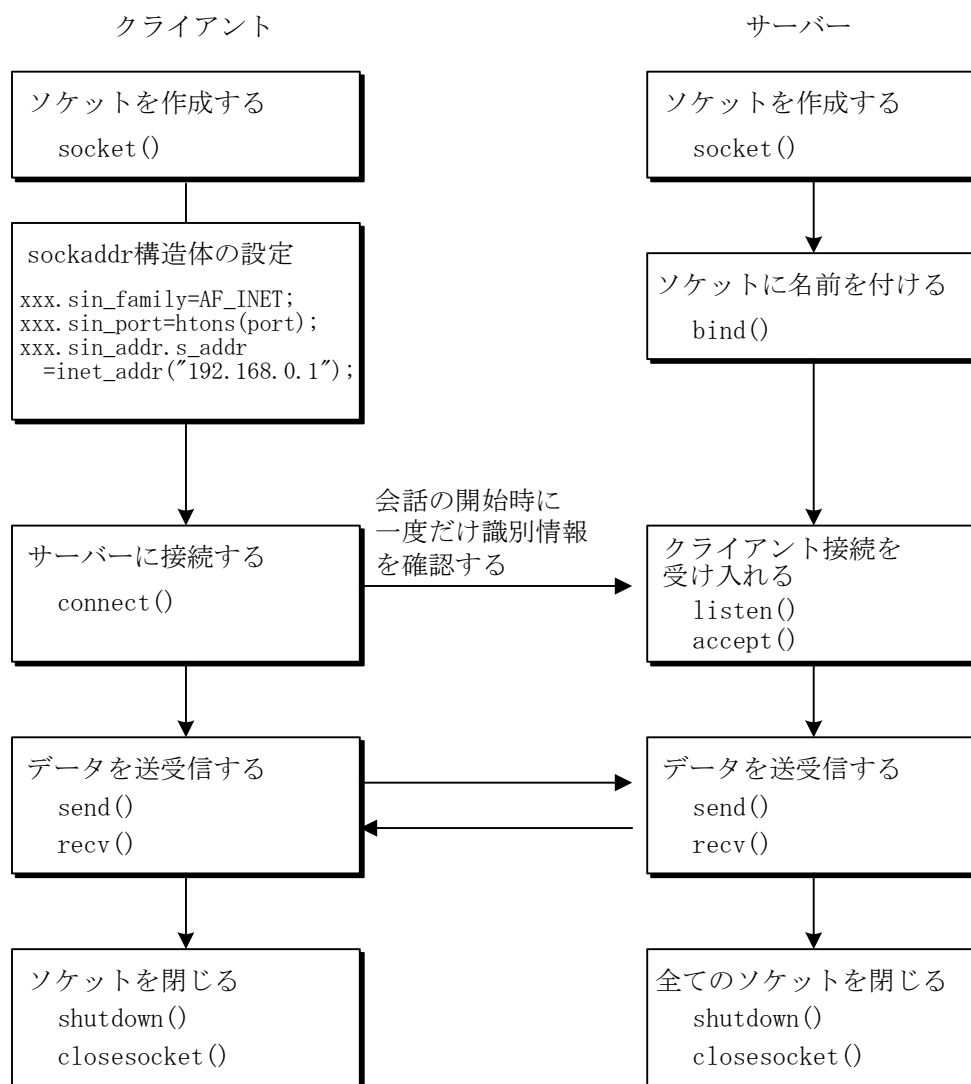 クライアント
サーバー
ソケットを作成する
socket()
ソケットを作成する
socket()
sockaddr構造体の設定
xxx.sin_family=AF_INET;
xxx.sin_port=htons(port);
xxx.sin_addr.s_addr
=inet_addr("192.168.0.1");
ソケットに名前を付ける
bind()
会話の開始時に
一度だけ識別情報
を確認する
サーバーに接続する
connect()
クライアント接続を
受け入れる
listen()
accept()
データを送受信する
send()
recv()
データを送受信する
send()
recv()
ソケットを閉じる
shutdown()
closesocket()
全てのソケットを閉じる
shutdown()
closesocket()